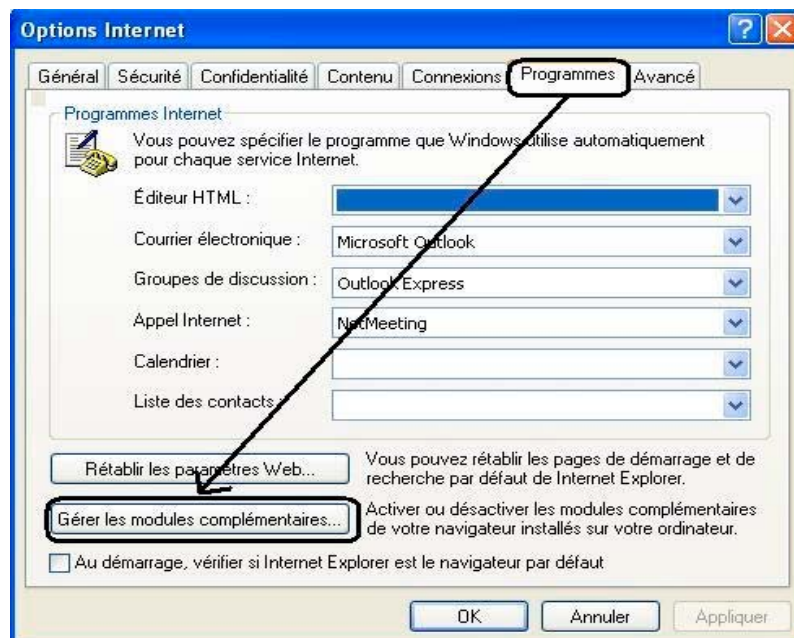 Options Internet
Général Sécurité Confidentialité Contenu Connexions Programmes Avancé
Programmes Internet
Vous pouvez spécifier le programme que Windows utilise automatiquement
pour chaque service Internet.
Éditeur HTML :
Courrier électronique : Microsoft Outlook
Groupes de discussion : Outlook Express
Appel Internet : NetMeeting
Calendrier :
Liste des contacts :
Rétablir les paramètres Web...
Vous pouvez rétablir les pages de démarrage et de
recherche par défaut de Internet Explorer.
Gérer les modules complémentaires...
Activer ou désactiver les modules complémentaires
de votre navigateur installés sur votre ordinateur.
Au démarrage, vérifier si Internet Explorer est le navigateur par défaut
OK Annuler Appliquer